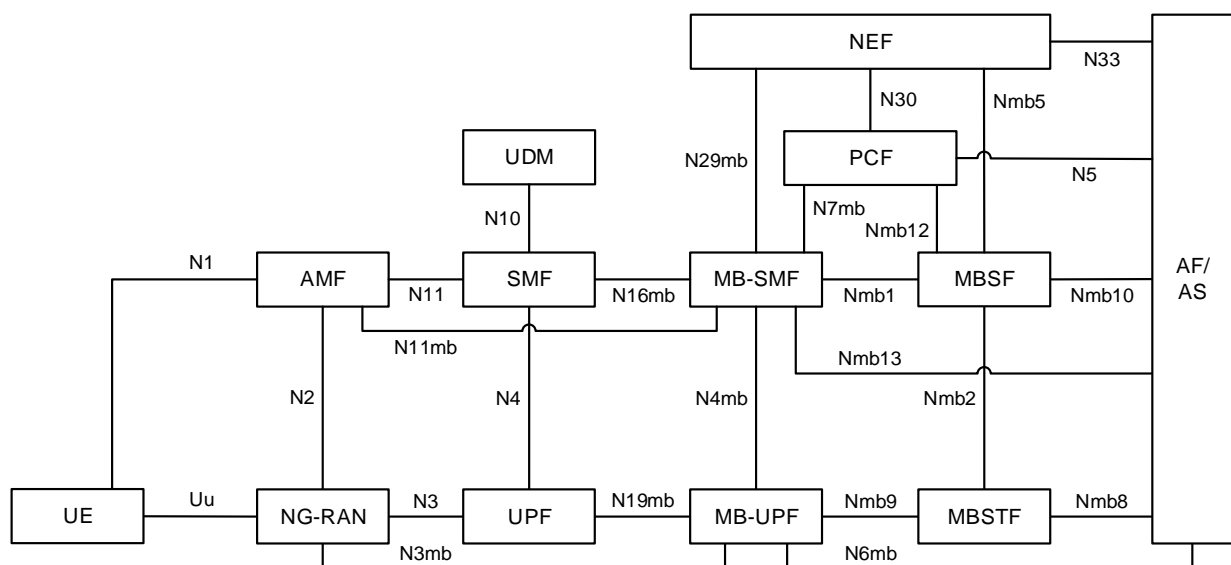 NEF
N33
N30
Nmb5
UDM
PCF
N29mb
N5
N10
N7mb
Nmb12
N1
AMF
N11
SMF
N16mb
MB-SMF
Nmb1
MBSF
Nmb10
AF/
AS
N11mb
Nmb13
N2
N4
N4mb
Nmb2
UE
Uu
NG-RAN
N3
UPF
N19mb
MB-UPF
Nmb9
MBSTF
Nmb8
N3mb
N6mb